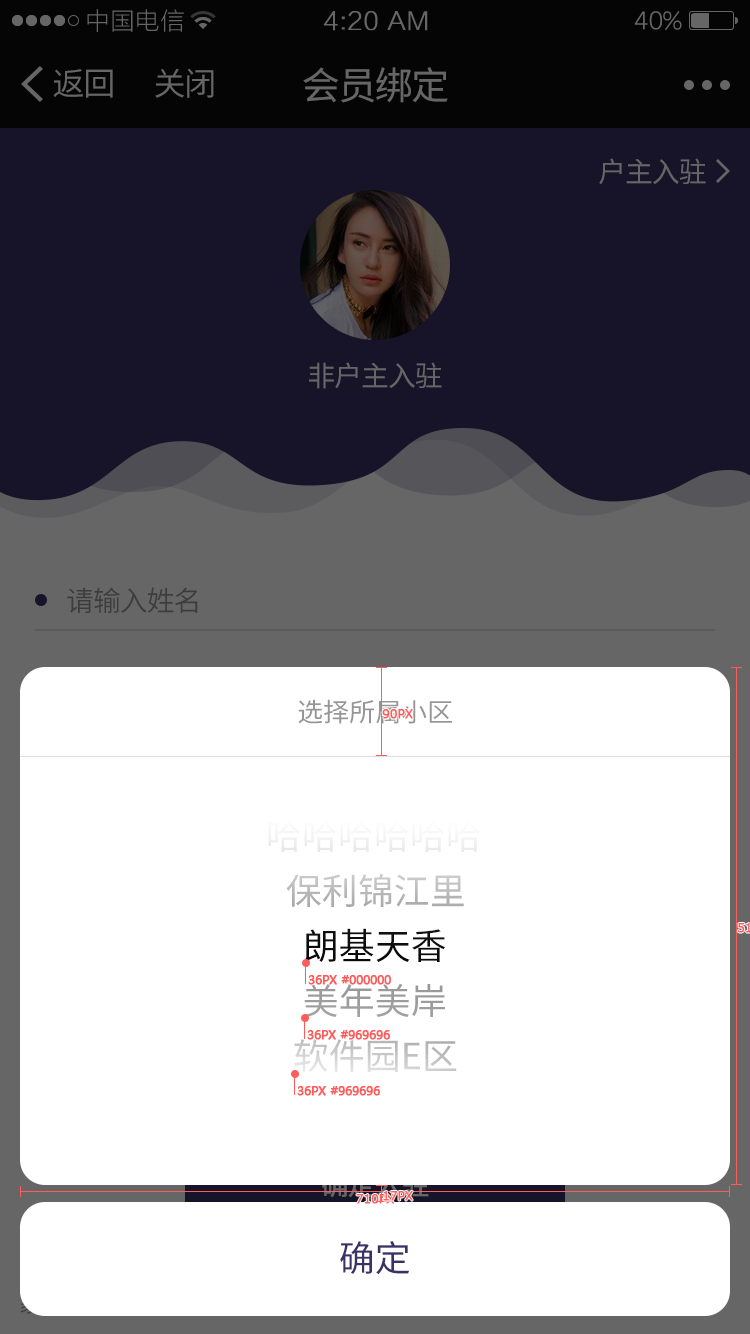 中国电信 4:20 AM 40%
返回 关闭 会员绑定
户主入驻
非户主入驻
请输入姓名
选择所属小区
90PX
哈哈哈哈哈哈
保利锦江里
朗基天香
36PX #000000
美年美岸
36PX #969696
软件园E区
36PX #969696
17PX
确定